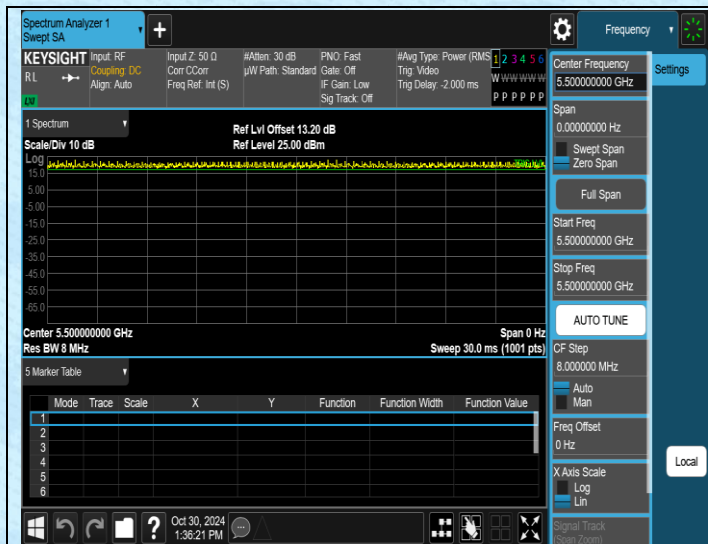 Spectrum Analyzer 1
Swept SA
Frequency
KEYSIGHT
RL
LXI
Input: RF
Coupling: DC
Align: Auto
Input Z: 50 Ω
Corr CCorr
Freq Ref: Int (S)
#Atten: 30 dB
µW Path: Standard
PNO: Fast
Gate: Off
IF Gain: Low
Sig Track: Off
#Avg Type: Power (RMS
Trig: Video
Trig Delay: -2.000 ms
1 2 3 4 5 6
W W W W W W
P P P P P P
1 Spectrum
Scale/Div 10 dB
Ref Lvl Offset 13.20 dB
Ref Level 25.00 dBm
Log
15.0
5.00
-5.00
-15.0
-25.0
-35.0
-45.0
-55.0
-65.0
Center 5.500000000 GHz
Res BW 8 MHz
Span 0 Hz
Sweep 30.0 ms (1001 pts)
5 Marker Table
Mode Trace Scale X Y Function Function Width Function Value
1
2
3
4
5
6
Oct 30, 2024
1:36:21 PM
Center Frequency
5.500000000 GHz
Span
0.00000000 Hz
Swept Span
Zero Span
Full Span
Start Freq
5.500000000 GHz
Stop Freq
5.500000000 GHz
AUTO TUNE
CF Step
8.000000 MHz
Auto
Man
Freq Offset
0 Hz
X Axis Scale
Log
Lin
Signal Track
(Span Zoom)
Settings
Local